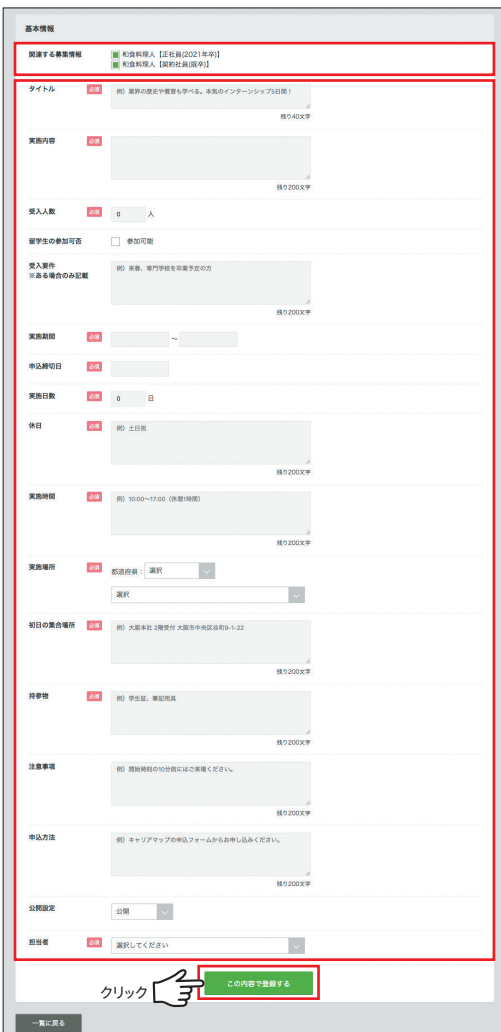 基本情報
関連する募集情報
和食料理人【正社員(2021年卒)】
和食料理人【契約社員(既卒)】
タイトル 必須 例）業界の歴史や慣習も学べる。本気のインターンシップ5日間！
残り40文字
実施内容 必須
残り200文字
受入人数 必須 0 人
留学生の参加可否 参加可能
受入要件 例）来春、専門学校を卒業予定の方
※ある場合のみ記載
残り200文字
実施期間 必須 ～
申込締切日 必須
実施日数 必須 0 日
休日 必須 例）土日祝
残り200文字
実施時間 必須 例）10:00〜17:00（休憩1時間）
残り200文字
実施場所 必須 都道府県： 選択
選択
初日の集合場所 必須 例）大阪本社 2階受付 大阪市中央区谷町9-1-22
残り200文字
持参物 必須 例）学生証、筆記用具
残り200文字
注意事項 例）開始時刻の10分前にはご来場ください。
残り200文字
申込方法 例）キャリアマップの申込フォームからお申し込みください。
残り200文字
公開設定 公開
担当者 必須 選択してください
クリック この内容で登録する
一覧に戻る